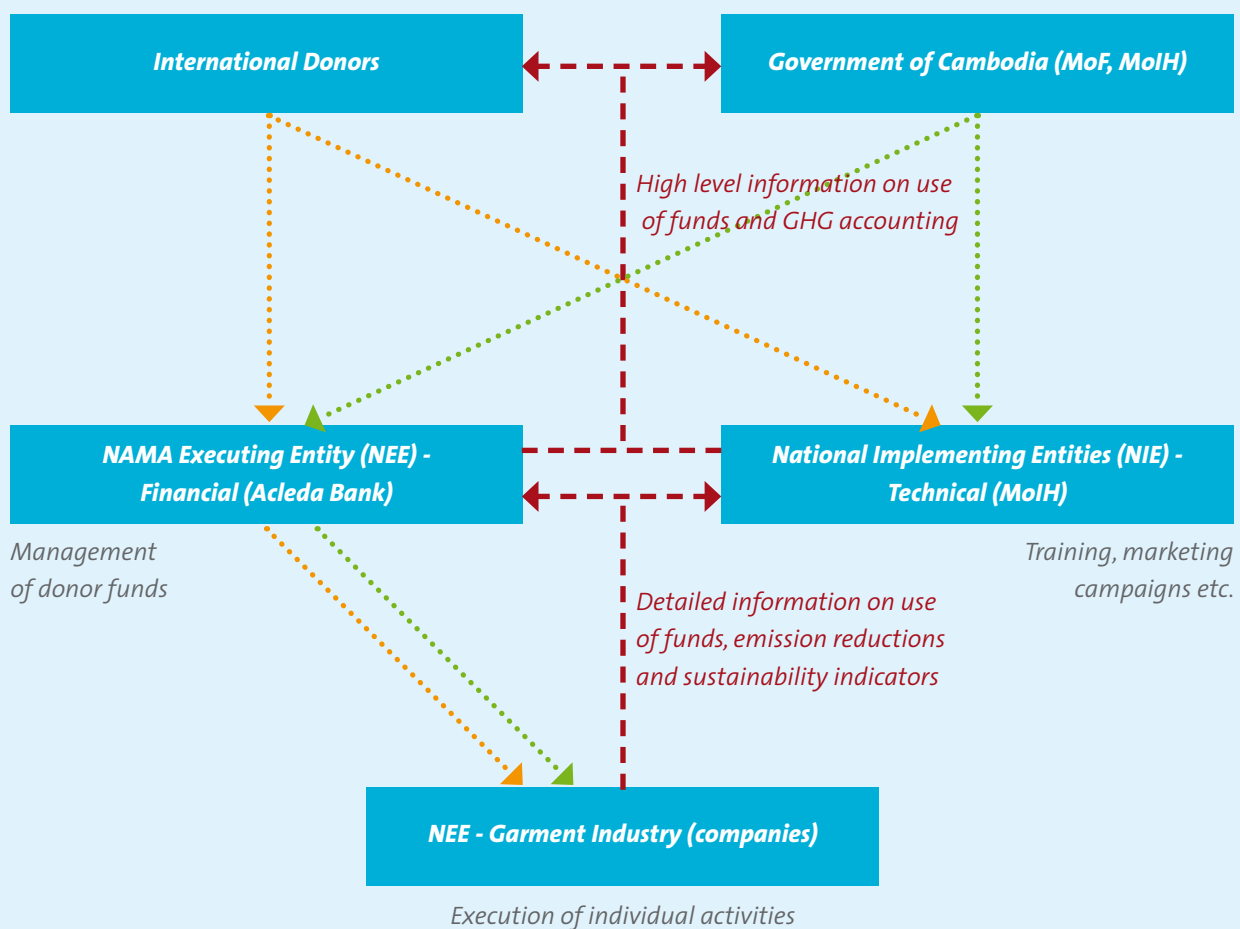 International Donors
Government of Cambodia (MoF, MoIH)
High level information on use
of funds and GHG accounting
NAMA Executing Entity (NEE) -
Financial (Acleda Bank)
National Implementing Entities (NIE) -
Technical (MoIH)
Management
of donor funds
Training, marketing
campaigns etc.
Detailed information on use
of funds, emission reductions
and sustainability indicators
NEE - Garment Industry (companies)
Execution of individual activities